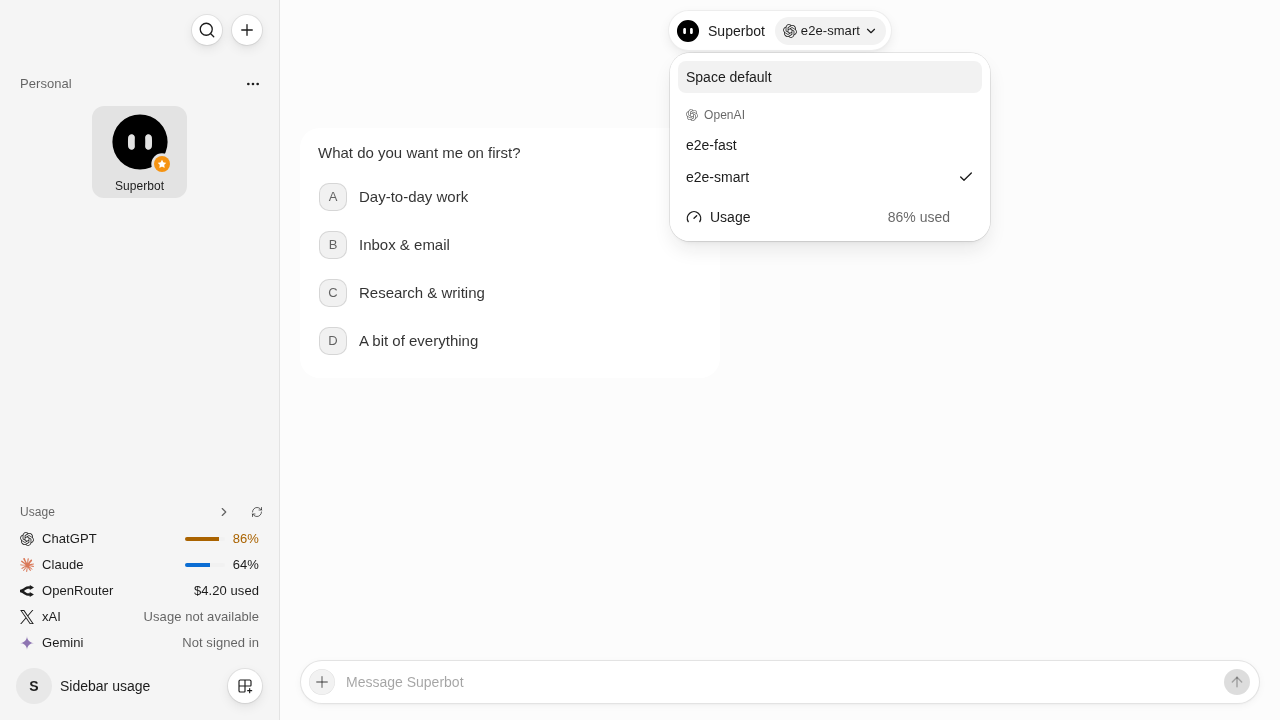 Personal
Superbot
Usage
ChatGPT 86%
Claude 64%
OpenRouter $4.20 used
xAI Usage not available
Gemini Not signed in
S Sidebar usage
Superbot e2e-smart
Space default
OpenAI
e2e-fast
e2e-smart
Usage 86% used
What do you want me on first?
A Day-to-day work
B Inbox & email
C Research & writing
D A bit of everything
Message Superbot